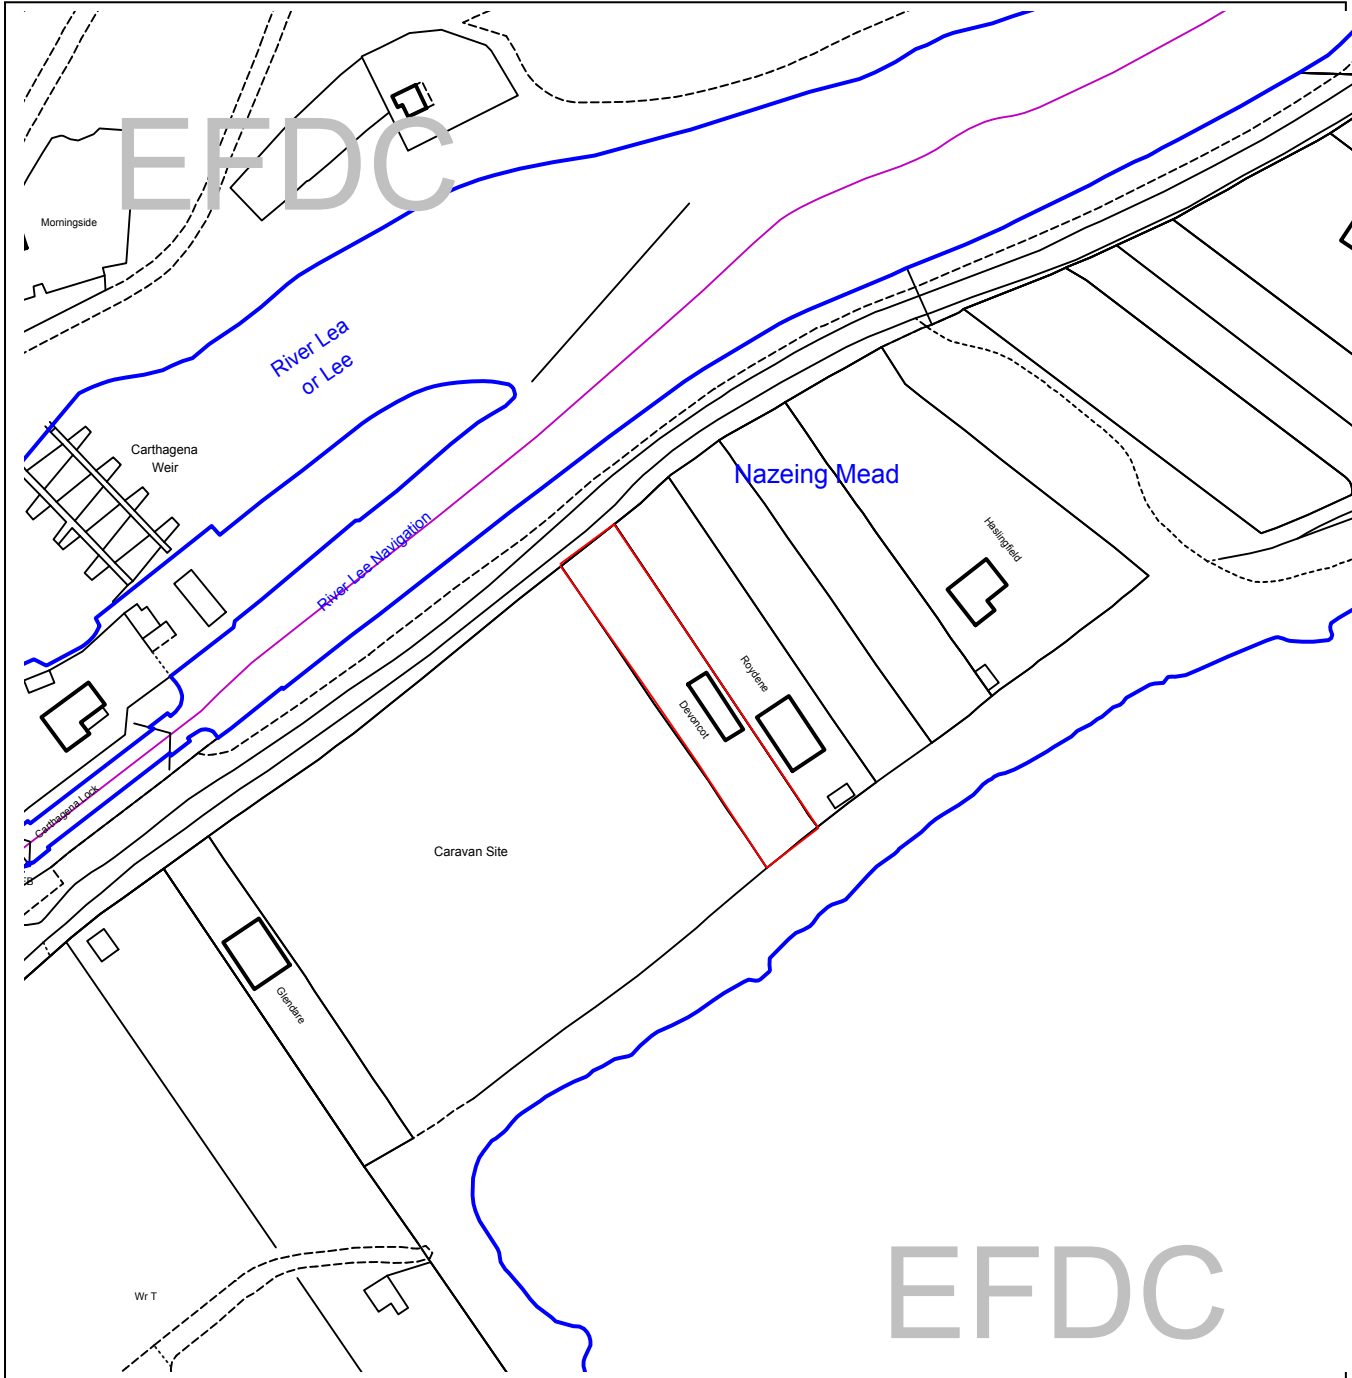 EFDC
Morningside
River Lea
or Lee
Carthagena
Weir
Nazeing Mead
River Lee Navigation
Haslingfield
Roydene
Devoncot
Carthagena Lock
Caravan Site
Glendare
Wr T
EFDC